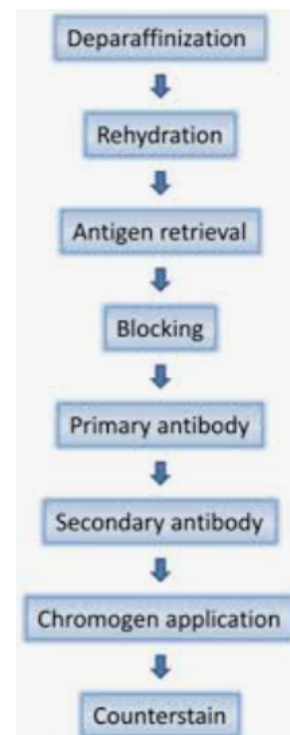 Deparaffinization
Rehydration
Antigen retrieval
Blocking
Primary antibody
Secondary antibody
Chromogen application
Counterstain